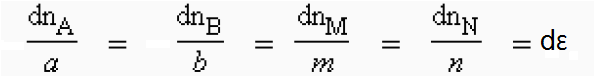 dn_A/a = dn_B/b = dn_M/m = dn_N/n = dε